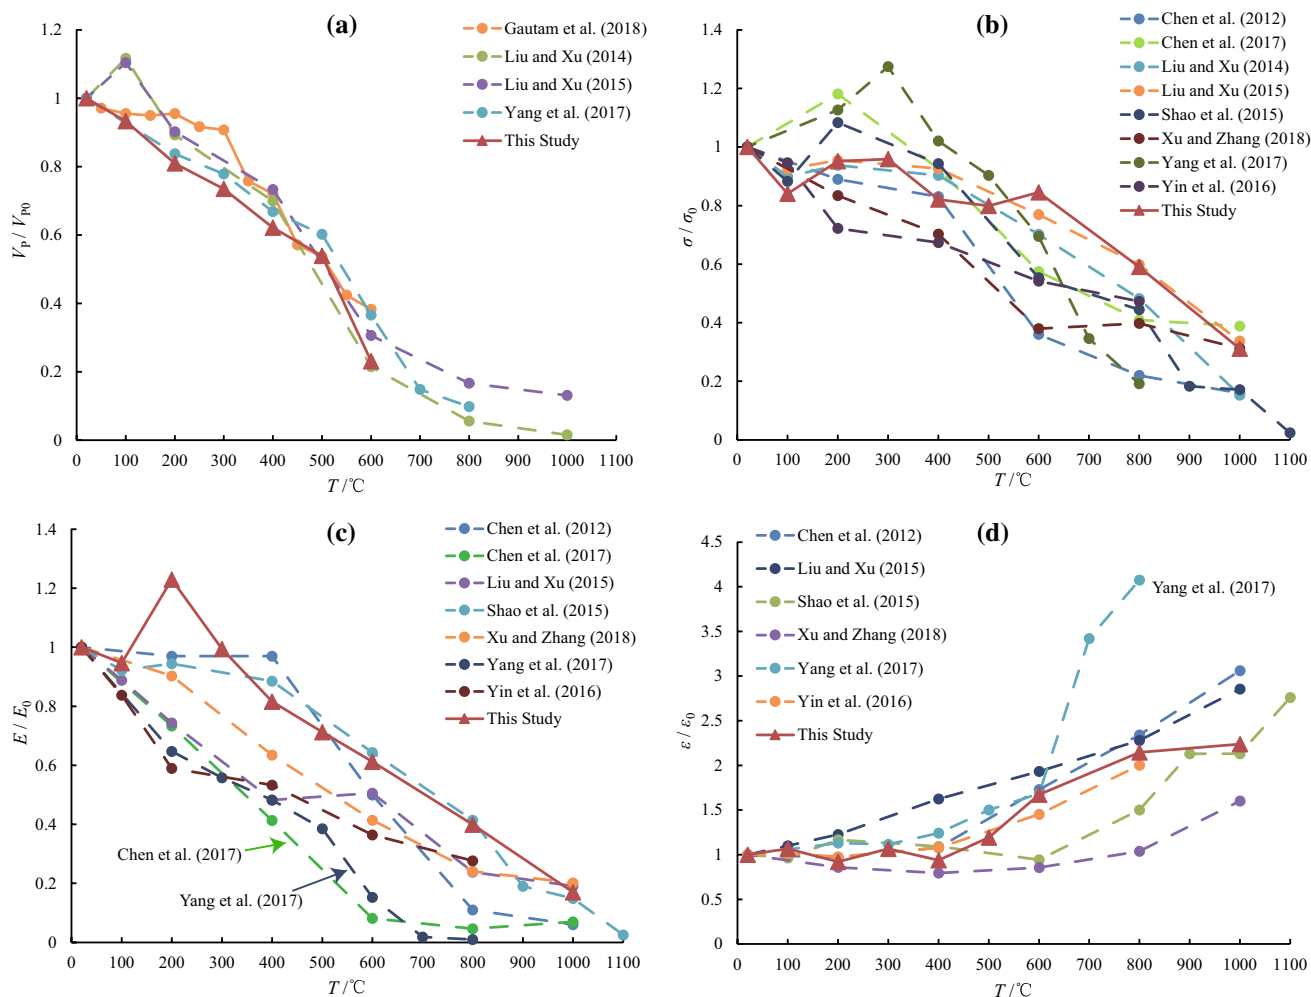 (a)
1.2
1
0.8
0.6
0.4
0.2
0
V_P / V_P0
Gautam et al. (2018)
Liu and Xu (2014)
Liu and Xu (2015)
Yang et al. (2017)
This Study
0 100 200 300 400 500 600 700 800 900 1000 1100
T /℃
(b)
1.4
1.2
1
0.8
0.6
0.4
0.2
0
σ / σ_0
Chen et al. (2012)
Chen et al. (2017)
Liu and Xu (2014)
Liu and Xu (2015)
Shao et al. (2015)
Xu and Zhang (2018)
Yang et al. (2017)
Yin et al. (2016)
This Study
0 100 200 300 400 500 600 700 800 900 1000 1100
T /℃
(c)
1.4
1.2
1
0.8
0.6
0.4
0.2
0
E / E_0
Chen et al. (2012)
Chen et al. (2017)
Liu and Xu (2015)
Shao et al. (2015)
Xu and Zhang (2018)
Yang et al. (2017)
Yin et al. (2016)
This Study
Chen et al. (2017)
Yang et al. (2017)
0 100 200 300 400 500 600 700 800 900 1000 1100
T /℃
(d)
4.5
4
3.5
3
2.5
2
1.5
1
0.5
0
ε / ε_0
Chen et al. (2012)
Liu and Xu (2015)
Shao et al. (2015)
Xu and Zhang (2018)
Yang et al. (2017)
Yin et al. (2016)
This Study
Yang et al. (2017)
0 100 200 300 400 500 600 700 800 900 1000 1100
T /℃